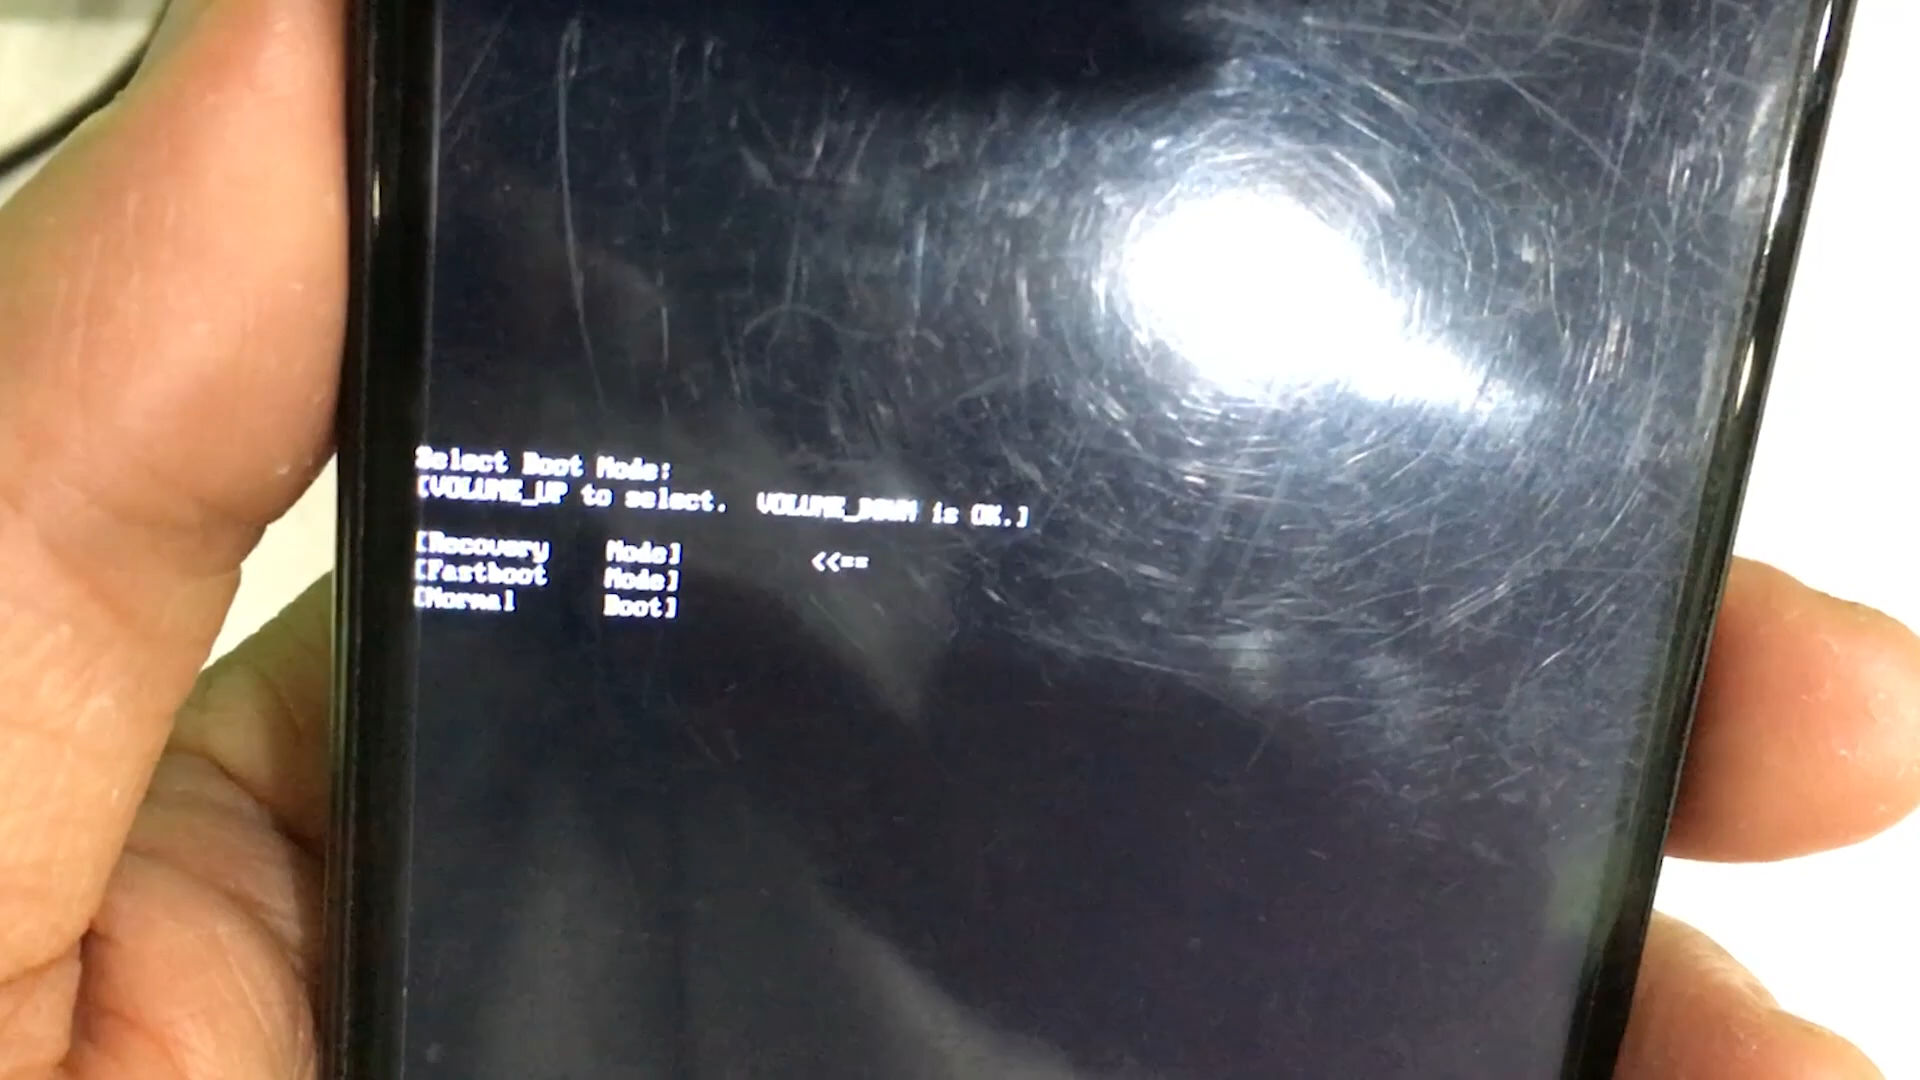 Select Boot Mode:
[VOLUME_UP to select.  VOLUME_DOWN is OK.]
[Recovery    Mode]         <<==
[Fastboot    Mode]
[Normal      Boot]